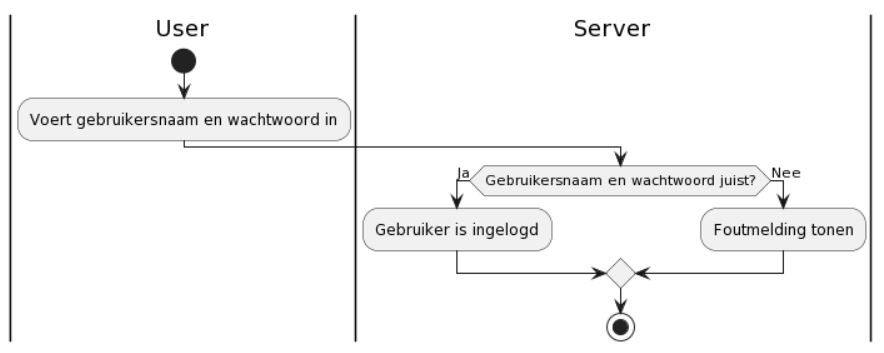 User
Server
Voert gebruikersnaam en wachtwoord in
Ja
Gebruikersnaam en wachtwoord juist?
Nee
Gebruiker is ingelogd
Foutmelding tonen